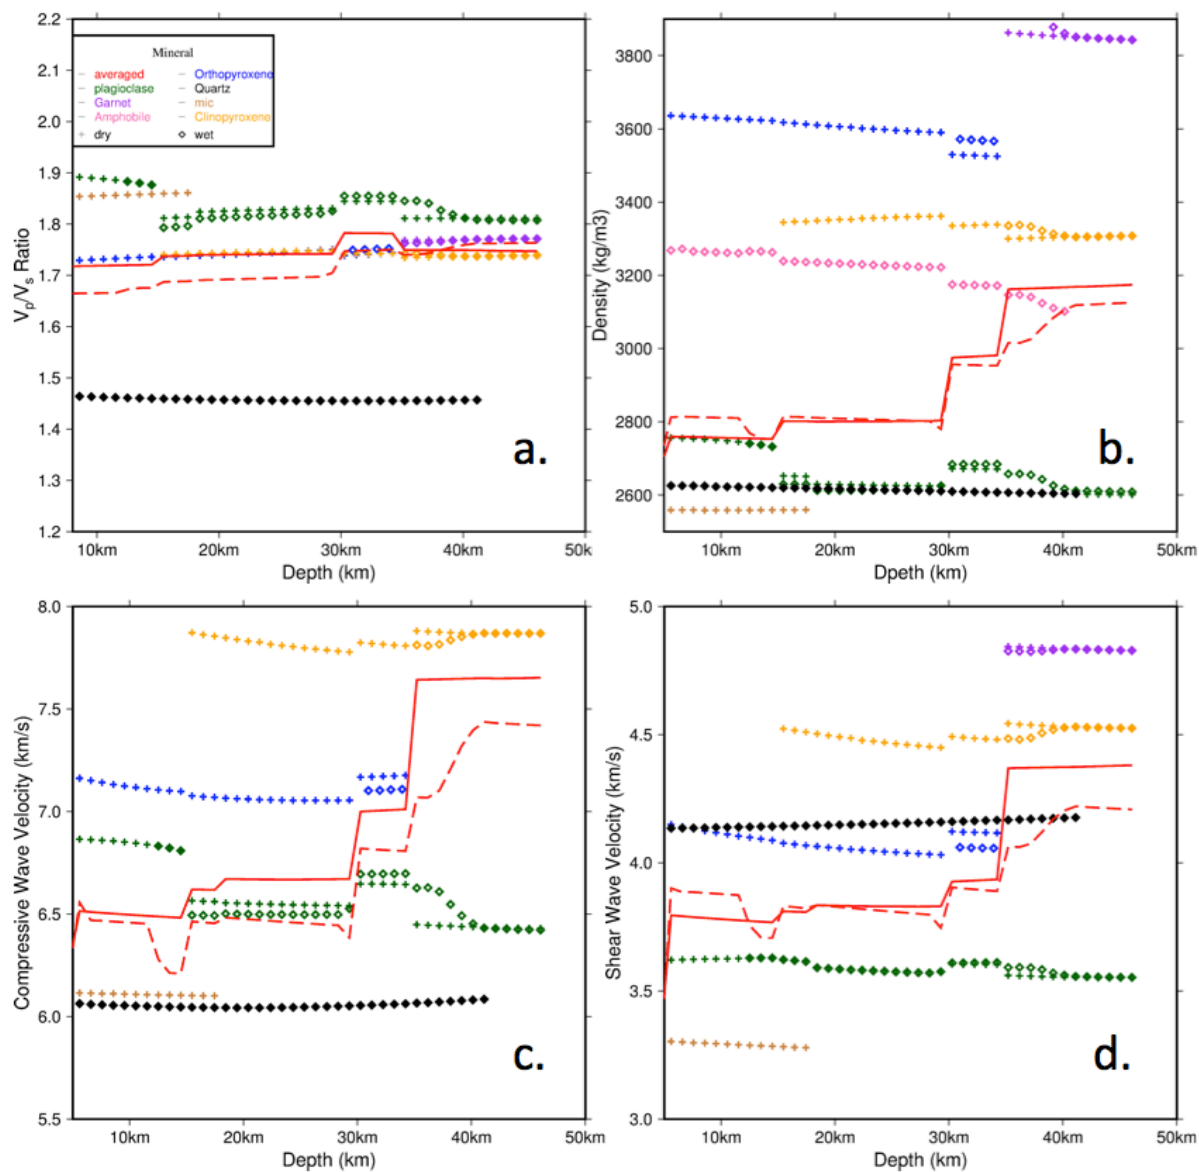 2.2
2.1
2.0
1.9
1.8
1.7
1.6
1.5
1.4
1.3
1.2
Vp/Vs Ratio
Mineral
averaged Orthopyroxene
plagioclase Quartz
Garnet mic
Amphobile Clinopyroxene
dry wet
a.
10km 20km 30km 40km 50km
Depth (km)
3800
3600
3400
3200
3000
2800
2600
Density (kg/m3)
b.
10km 20km 30km 40km 50km
Dpeth (km)
8.0
7.5
7.0
6.5
6.0
5.5
Compressive Wave Velocity (km/s)
c.
10km 20km 30km 40km 50km
Depth (km)
5.0
4.5
4.0
3.5
3.0
Shear Wave Velocity (km/s)
d.
10km 20km 30km 40km 50km
Depth (km)